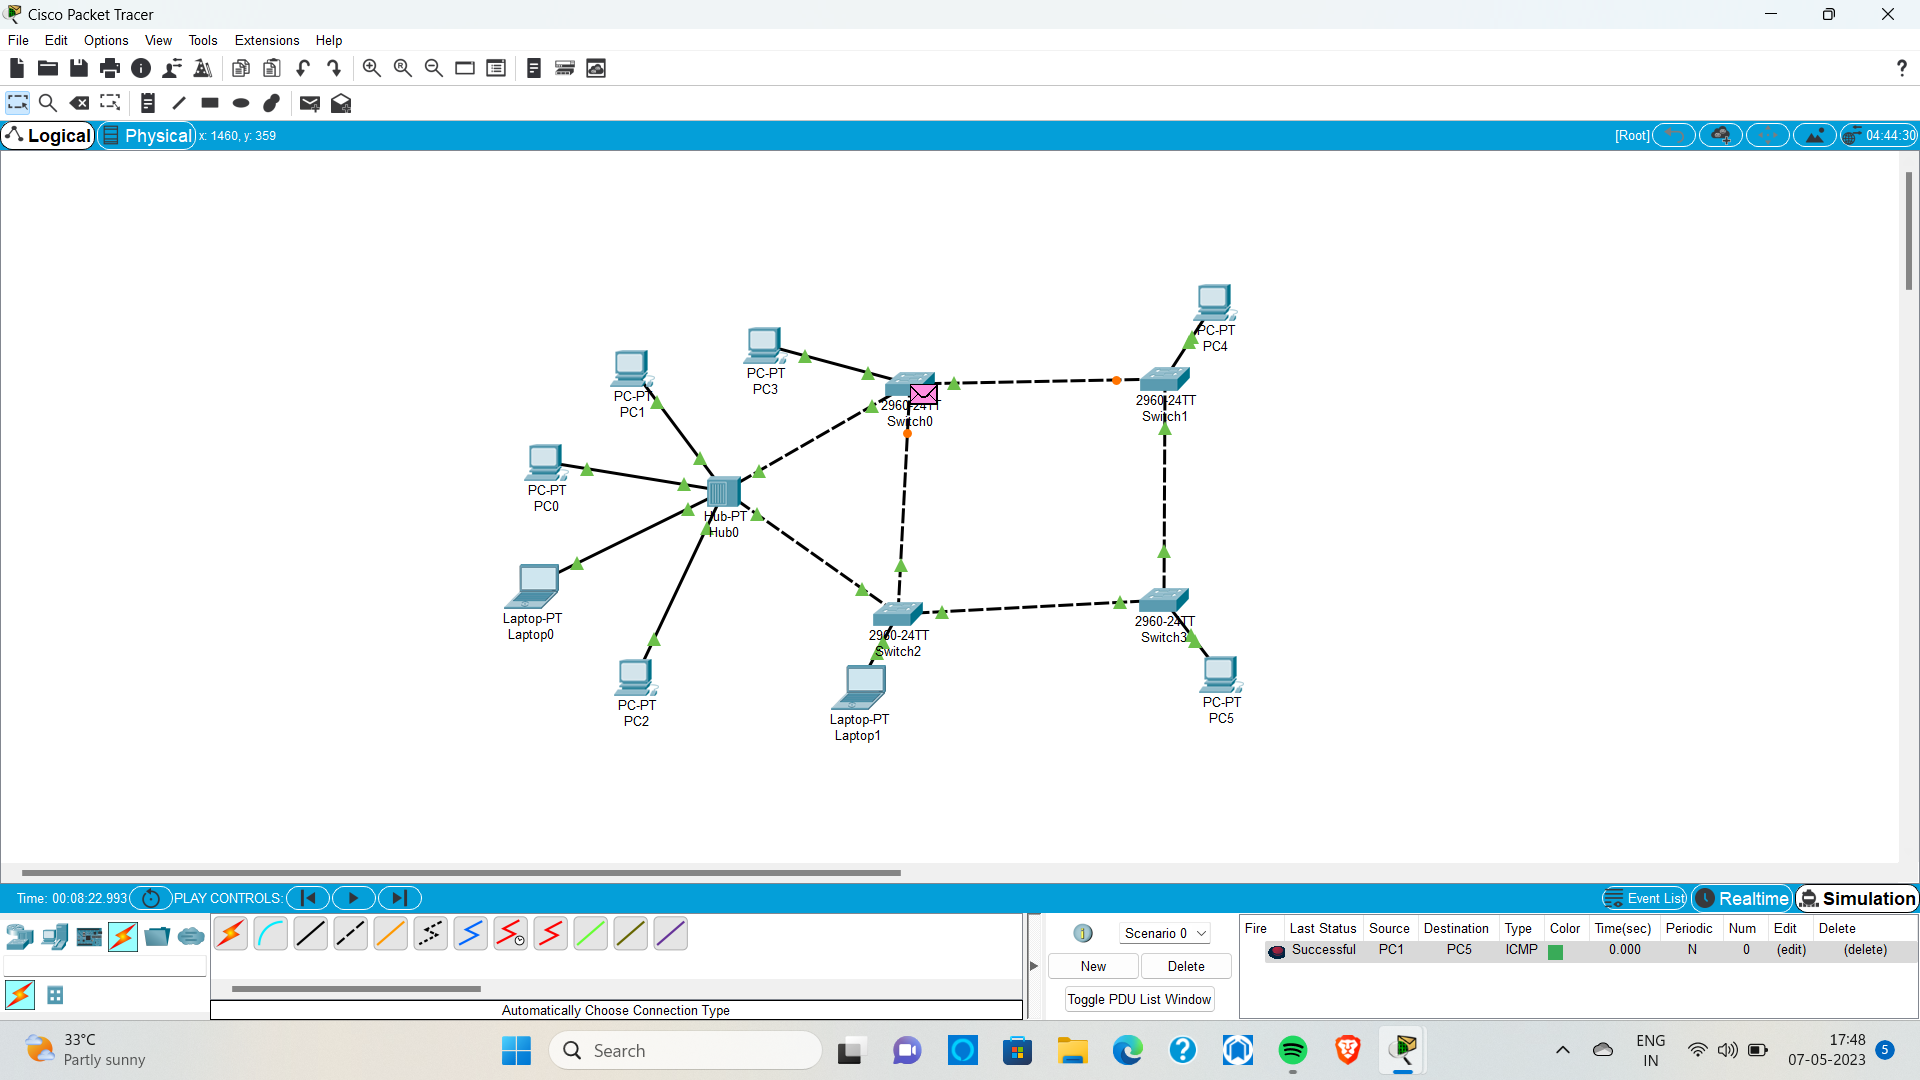 Cisco Packet Tracer
File Edit Options View Tools Extensions Help
?
Logical Physical x: 1460, y: 359 [Root] 04:44:30
PC-PT
PC4
PC-PT
PC3
PC-PT
PC1
2960-24TT
Switch0
2960-24TT
Switch1
PC-PT
PC0
Hub-PT
Hub0
Laptop-PT
Laptop0
2960-24TT
Switch2
2960-24TT
Switch3
PC-PT
PC2
Laptop-PT
Laptop1
PC-PT
PC5
Time: 00:08:22.993 PLAY CONTROLS: Event List Realtime Simulation
Scenario 0
New Delete
Toggle PDU List Window
Fire Last Status Source Destination Type Color Time(sec) Periodic Num Edit Delete
Successful PC1 PC5 ICMP 0.000 N 0 (edit) (delete)
Automatically Choose Connection Type
33°C
Partly sunny
Search
ENG
IN
17:48
07-05-2023
5